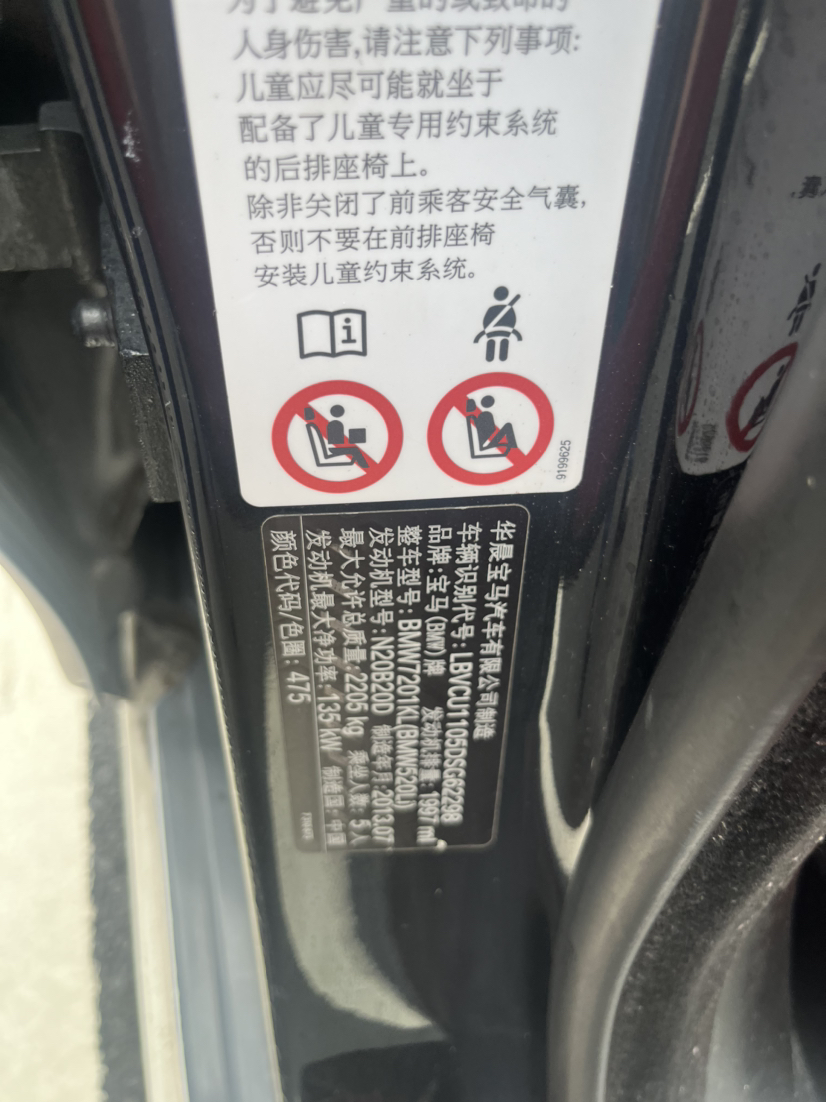 人身伤害,请注意下列事项:
儿童应尽可能就坐于
配备了儿童专用约束系统
的后排座椅上。
除非关闭了前乘客安全气囊,
否则不要在前排座椅
安装儿童约束系统。
9199625
华晨宝马汽车有限公司制造
车辆识别代号: LBVCU1105DSG62298
品牌:宝马(BMW)牌 发动机排量: 1997 ml
整车型号: BMW7201KL(BMW520Li)
发动机型号:N20B20D 制造年月:2013.07
最大允许总质量:2205 kg 乘坐人数: 5人
发动机最大净功率: 135 kW 制造国: 中国
颜色代码/色圈: 475